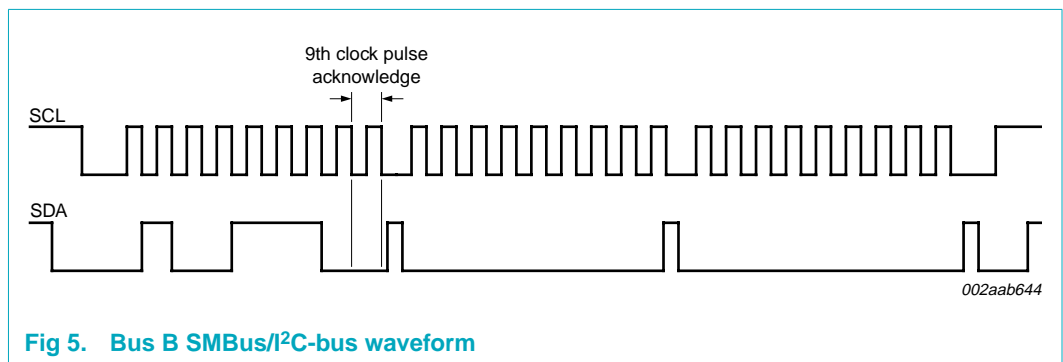 9th clock pulse
acknowledge
SCL
SDA
002aab644
Fig 5. Bus B SMBus/I²C-bus waveform